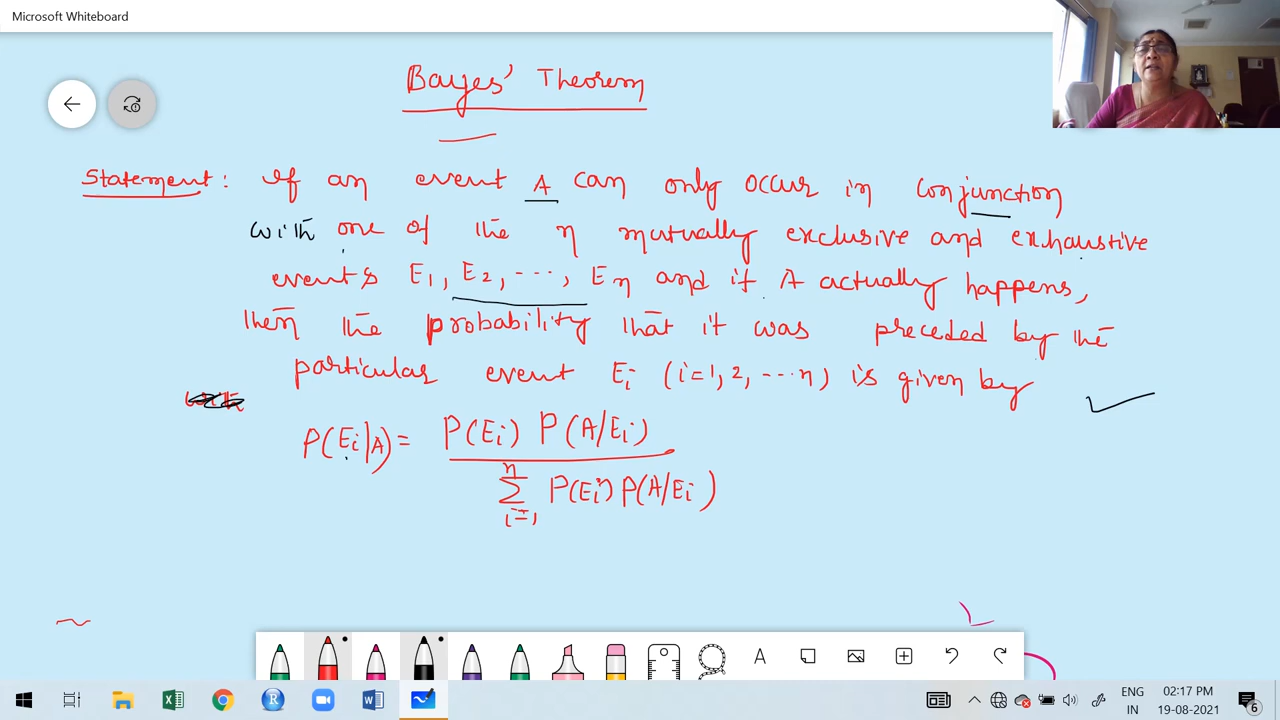 Microsoft Whiteboard
Bayes' Theorem
Statement: If an event A can only occur in conjunction
with one of the n mutually exclusive and exhaustive
events E1, E2, ..., En and if A actually happens,
then the probability that it was preceded by the
particular event Ei (i=1, 2, ...n) is given by
P(Ei|A) = P(Ei) P(A/Ei)
n
∑ P(Ei) P(A/Ei)
i=1
ENG
IN
02:17 PM
19-08-2021
6